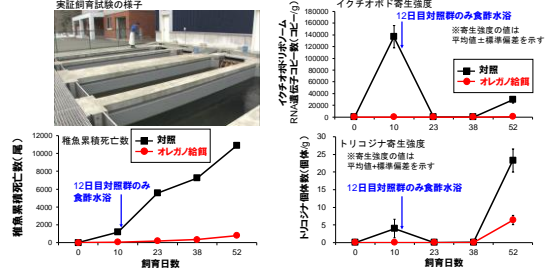 実証飼育試験の様子
イクチオボド寄生強度
イクチオボドリボソーム
RNA遺伝子コピー数(コピー/g)
180000
160000
140000
120000
100000
80000
60000
40000
20000
0
12日目対照群のみ食酢水浴
※寄生強度の値は
平均値±標準偏差を示す
対照
オレガノ給餌
0 10 23 38 52
稚魚累積死亡数(尾)
12000
10000
8000
6000
4000
2000
0
稚魚累積死亡数
対照
オレガノ給餌
12日目対照群のみ
食酢水浴
0 10 23 38 52
飼育日数
トリコジナ個体数(個体/g)
30
25
20
15
10
5
0
トリコジナ寄生強度
※寄生強度の値は
平均値+標準偏差を示す
12日目対照群のみ
食酢水浴
対照
オレガノ給餌
0 10 23 38 52
飼育日数